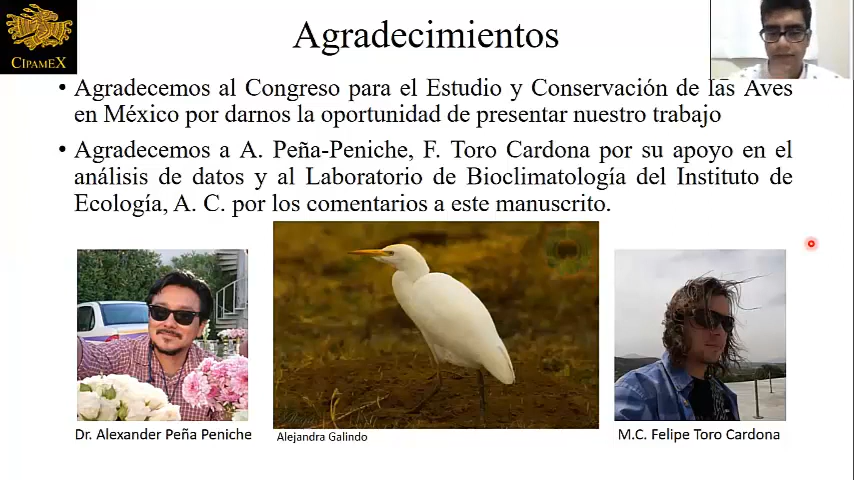 CIPAMEX
Agradecimientos
• Agradecemos al Congreso para el Estudio y Conservación de las Aves
en México por darnos la oportunidad de presentar nuestro trabajo
• Agradecemos a A. Peña-Peniche, F. Toro Cardona por su apoyo en el
análisis de datos y al Laboratorio de Bioclimatología del Instituto de
Ecología, A. C. por los comentarios a este manuscrito.
Dr. Alexander Peña Peniche
Alejandra Galindo
M.C. Felipe Toro Cardona